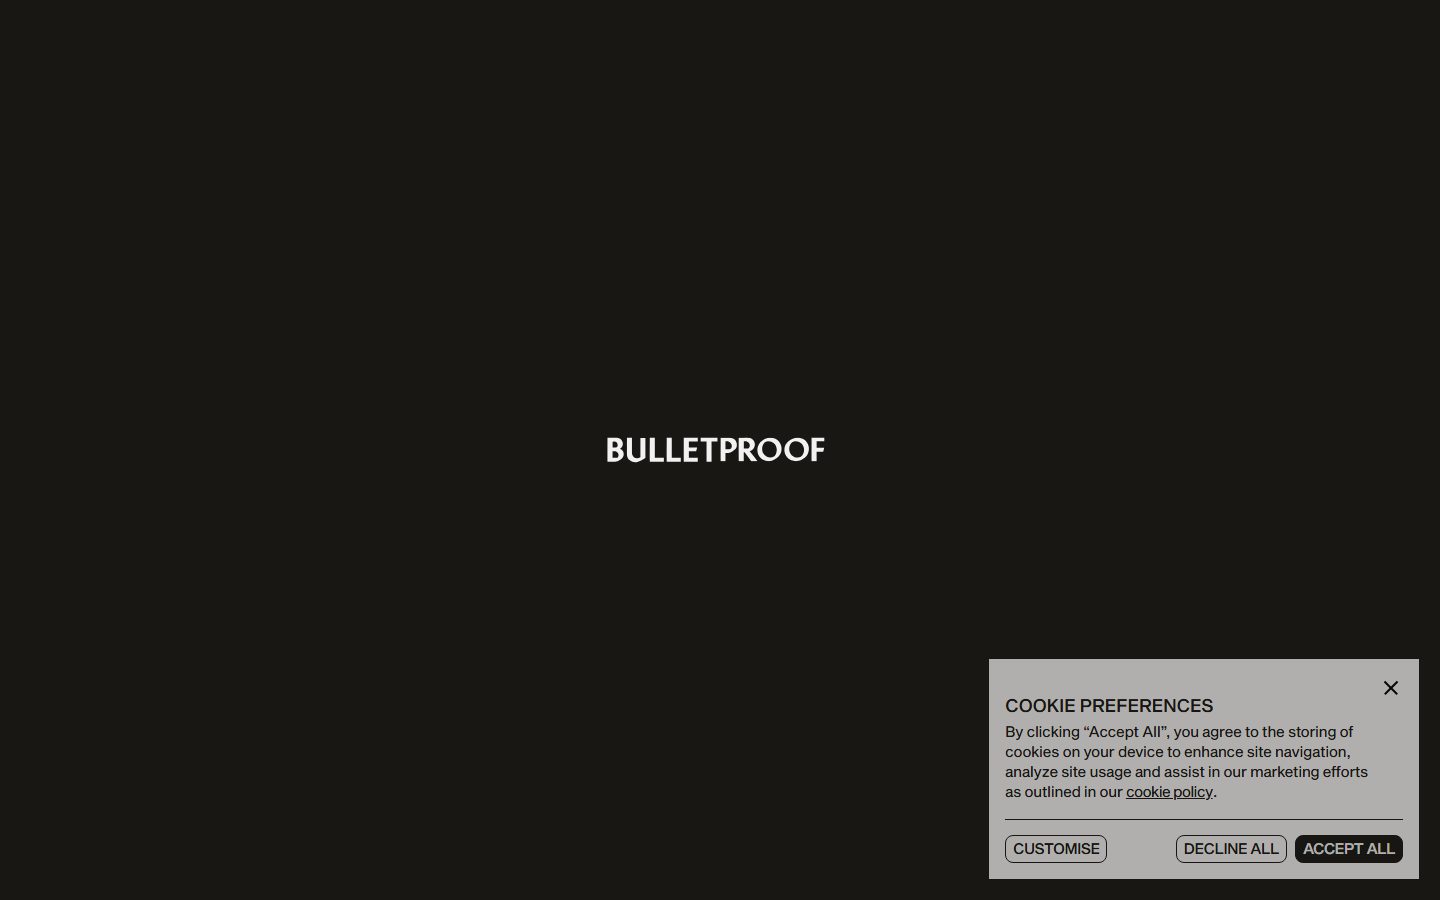 BULLETPROOF
COOKIE PREFERENCES
By clicking “Accept All”, you agree to the storing of
cookies on your device to enhance site navigation,
analyze site usage and assist in our marketing efforts
as outlined in our cookie policy.
CUSTOMISE DECLINE ALL ACCEPT ALL